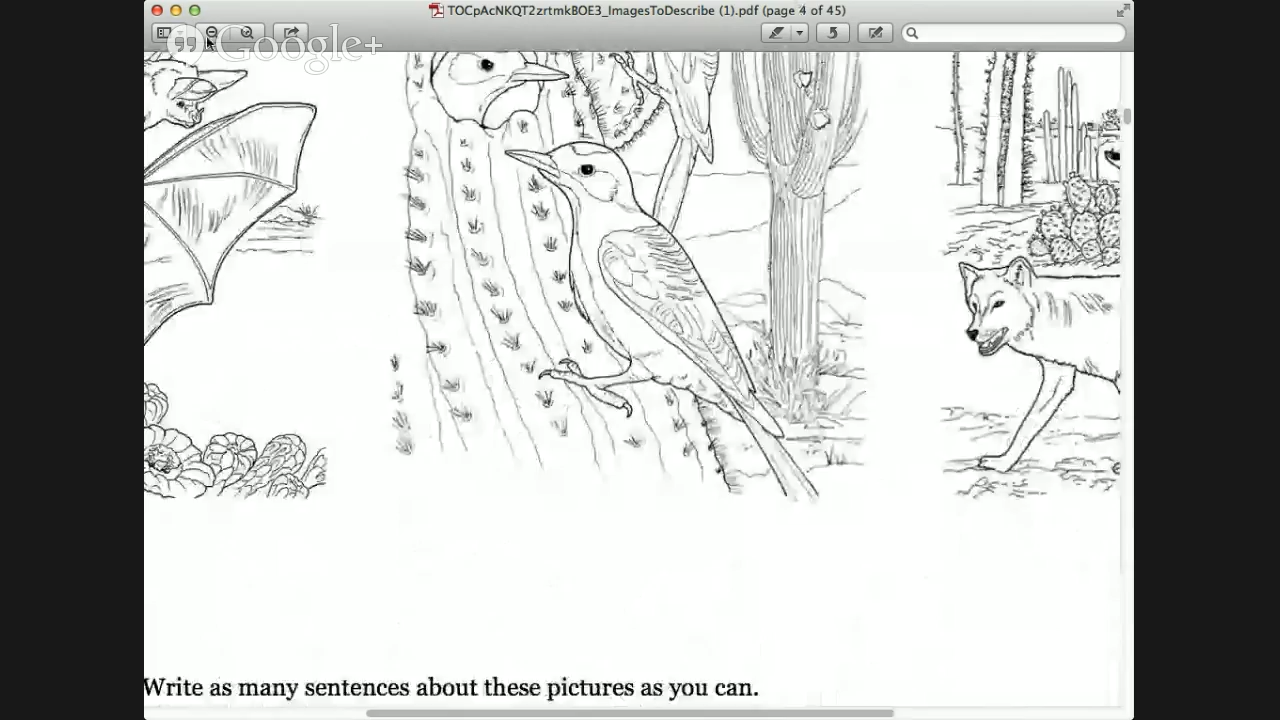 TOCpAcNKQT2zrtmkBOE3_ImagesToDescribe (1).pdf (page 4 of 45)
Google+
Write as many sentences about these pictures as you can.